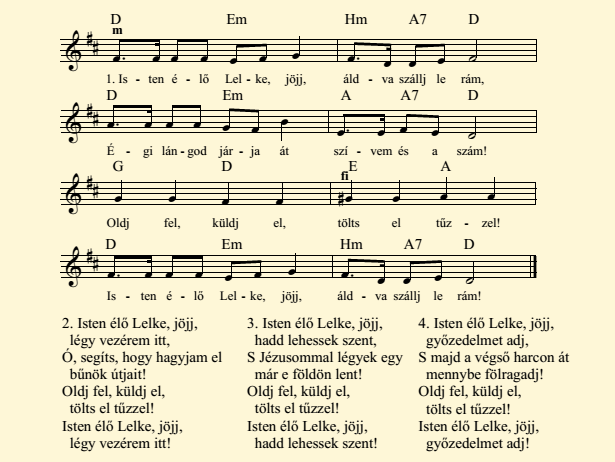 D Em Hm A7 D
m
1. Is - ten é - lő Lel - ke, jöjj, áld - va szállj le rám,
D Em A A7 D
É - gi lán - god jár - ja át szí - vem és a szám!
G D E A
fi
Oldj fel, küldj el, tölts el tűz - zel!
D Em Hm A7 D
Is - ten é - lő Lel - ke, jöjj, áld - va szállj le rám!
2. Isten élő Lelke, jöjj,
légy vezérem itt,
Ó, segíts, hogy hagyjam el
bűnök útjait!
Oldj fel, küldj el,
tölts el tűzzel!
Isten élő Lelke, jöjj,
légy vezérem itt!
3. Isten élő Lelke, jöjj,
hadd lehessek szent,
S Jézusommal légyek egy
már e földön lent!
Oldj fel, küldj el,
tölts el tűzzel!
Isten élő Lelke, jöjj,
hadd lehessek szent!
4. Isten élő Lelke, jöjj,
győzedelmet adj,
S majd a végső harcon át
mennybe fölragadj!
Oldj fel, küldj el,
tölts el tűzzel!
Isten élő Lelke, jöjj,
győzedelmet adj!